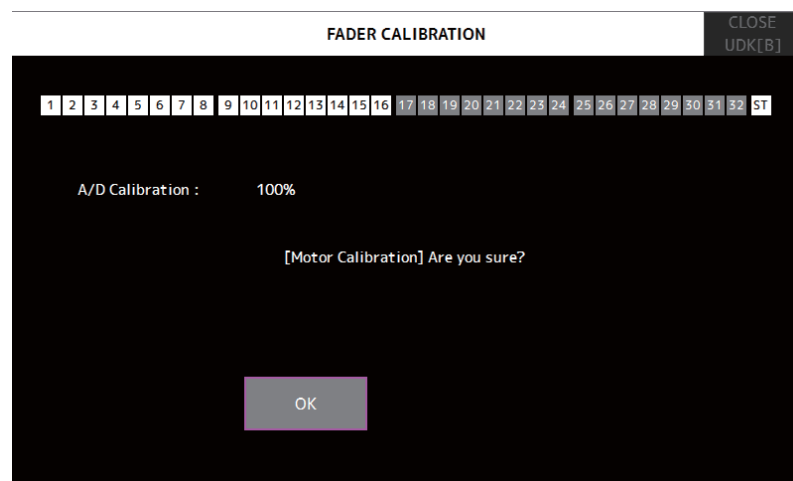 FADER CALIBRATION
CLOSE
UDK[B]
1 2 3 4 5 6 7 8 9 10 11 12 13 14 15 16 17 18 19 20 21 22 23 24 25 26 27 28 29 30 31 32 ST
A/D Calibration : 100%
[Motor Calibration] Are you sure?
OK